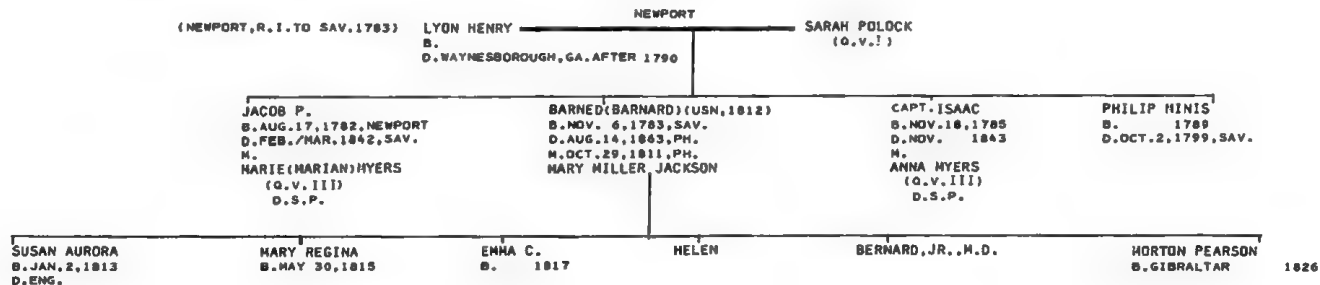 NEWPORT
(NEWPORT,R.I.TO SAV.1783) LYON HENRY SARAH POLOCK
B. (Q.V.I)
D.WAYNESBOROUGH,GA.AFTER 1790
JACOB P.
B.AUG.17,1782,NEWPORT
D.FEB./MAR,1842,SAV.
M.
MARIE(MARIAN)MYERS
(Q.V.III)
D.S.P.
BARNED(BARNARD)(USN,1812)
B.NOV. 6,1783,SAV.
D.AUG.14,1863,PH.
M.OCT.29,1811,PH.
MARY MILLER JACKSON
CAPT.ISAAC
B.NOV.18,1785
D.NOV. 1843
M.
ANNA MYERS
(Q.V.III)
D.S.P.
PHILIP MINIS
B. 1789
D.OCT.2,1799,SAV.
SUSAN AURORA
B.JAN,2,1813
D.ENG.
MARY REGINA
B.MAY 30,1815
EMMA C.
B. 1817
HELEN
BERNARD,JR.,M.D.
MORTON PEARSON
B.GIBRALTAR 1826